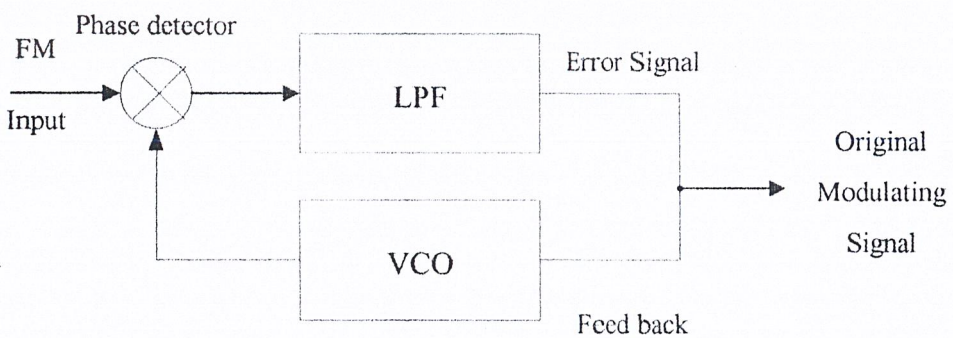 Phase detector
FM
Input
LPF
Error Signal
Original
Modulating
Signal
VCO
Feed back